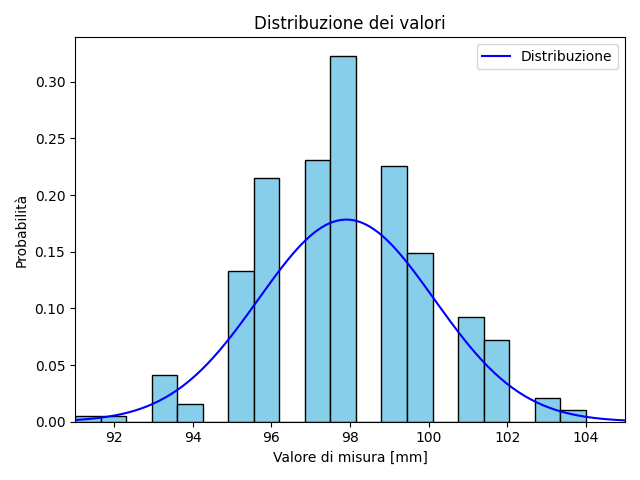 Distribuzione dei valori
Distribuzione
Probabilità
0.30
0.25
0.20
0.15
0.10
0.05
0.00
92 94 96 98 100 102 104
Valore di misura [mm]